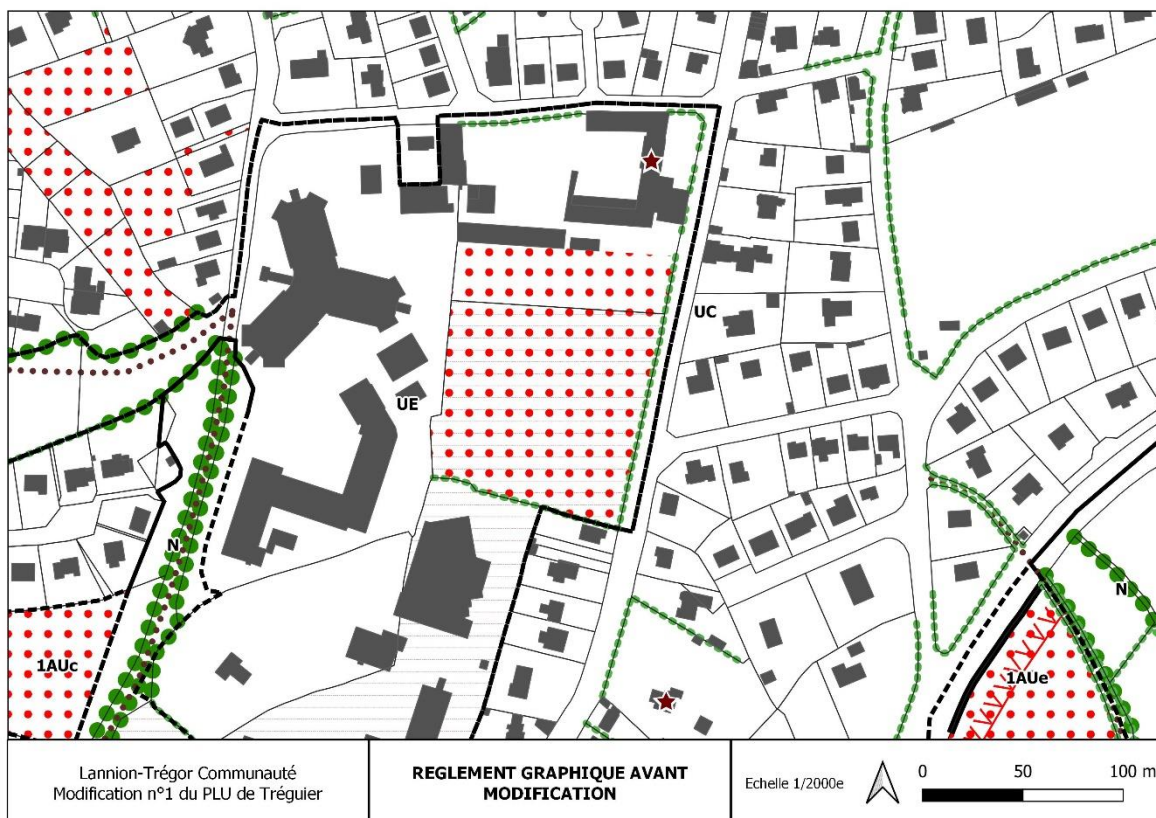 UC
UE
N
N
1AUc
1AUe
Lannion-Trégor Communauté
Modification n°1 du PLU de Tréguier
REGLEMENT GRAPHIQUE AVANT
MODIFICATION
Echelle 1/2000e
0 50 100 m